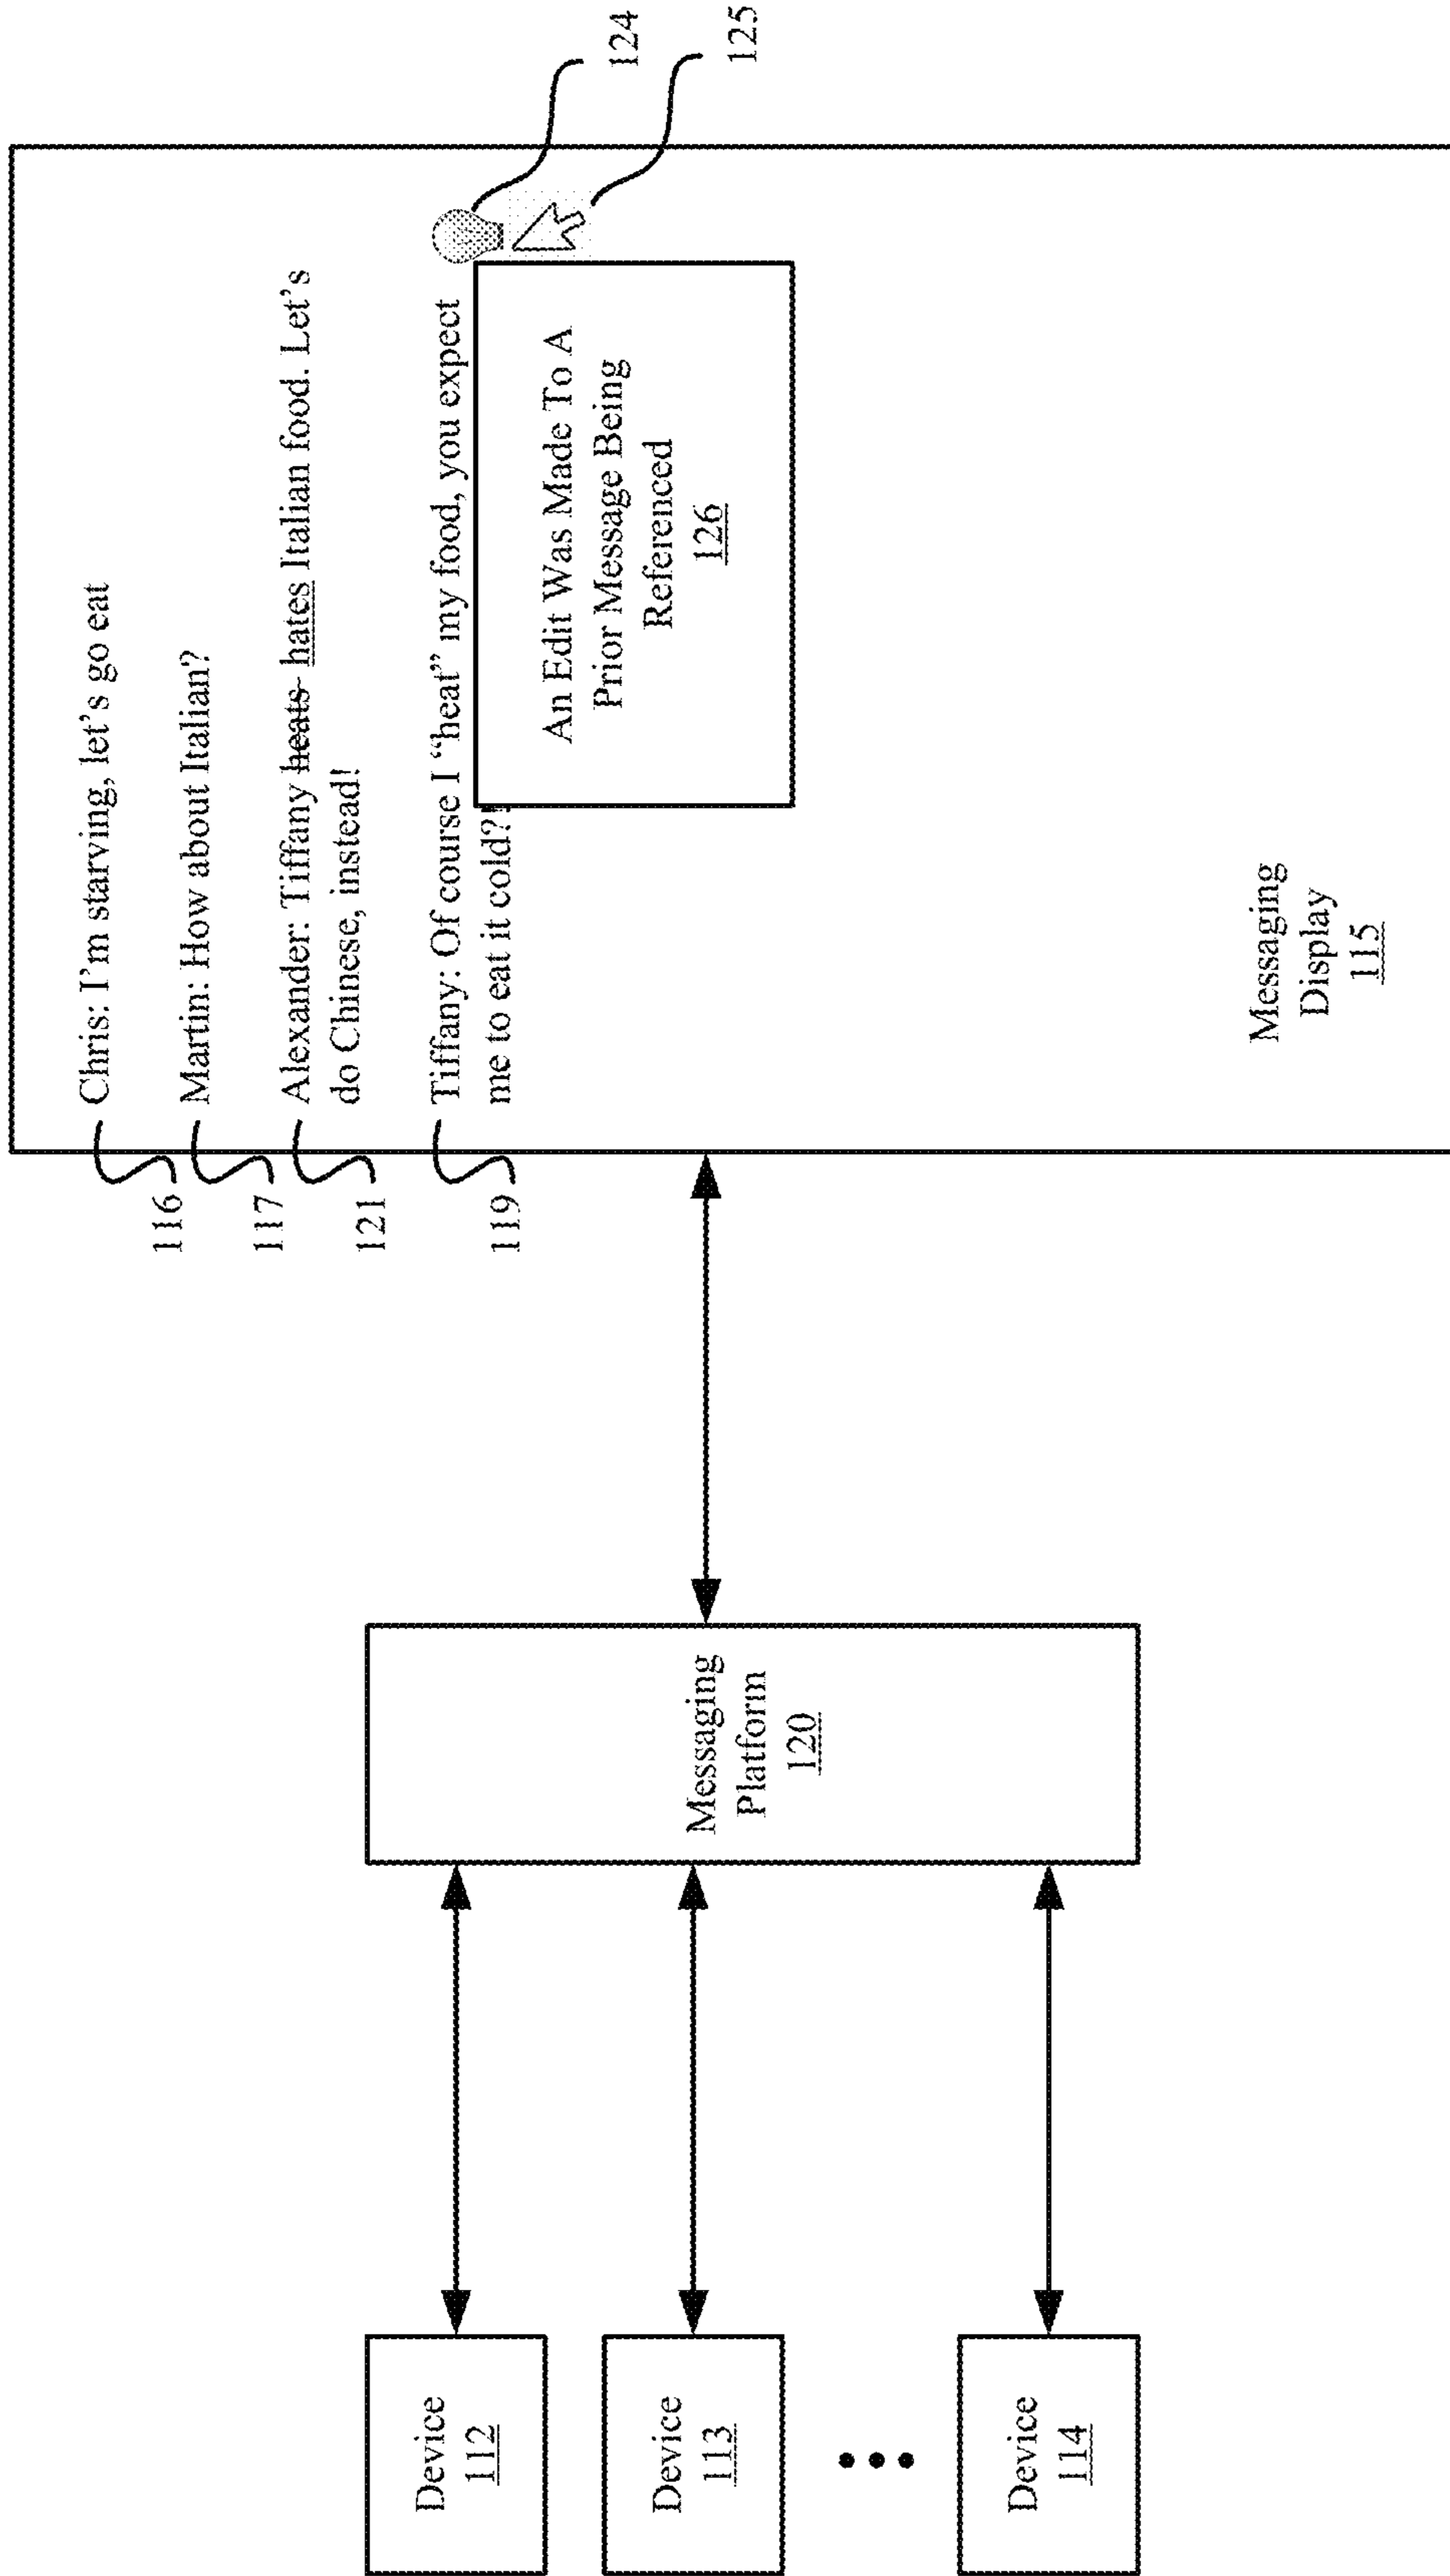 Device
112
Device
113
Device
114
Messaging
Platform
120
116
Chris: I'm starving, let's go eat
117
Martin: How about Italian?
121
Alexander: Tiffany heats hates Italian food. Let's
do Chinese, instead!
119
Tiffany: Of course I “heat” my food, you expect
me to eat it cold?!
124
125
An Edit Was Made To A
Prior Message Being
Referenced
126
Messaging
Display
115